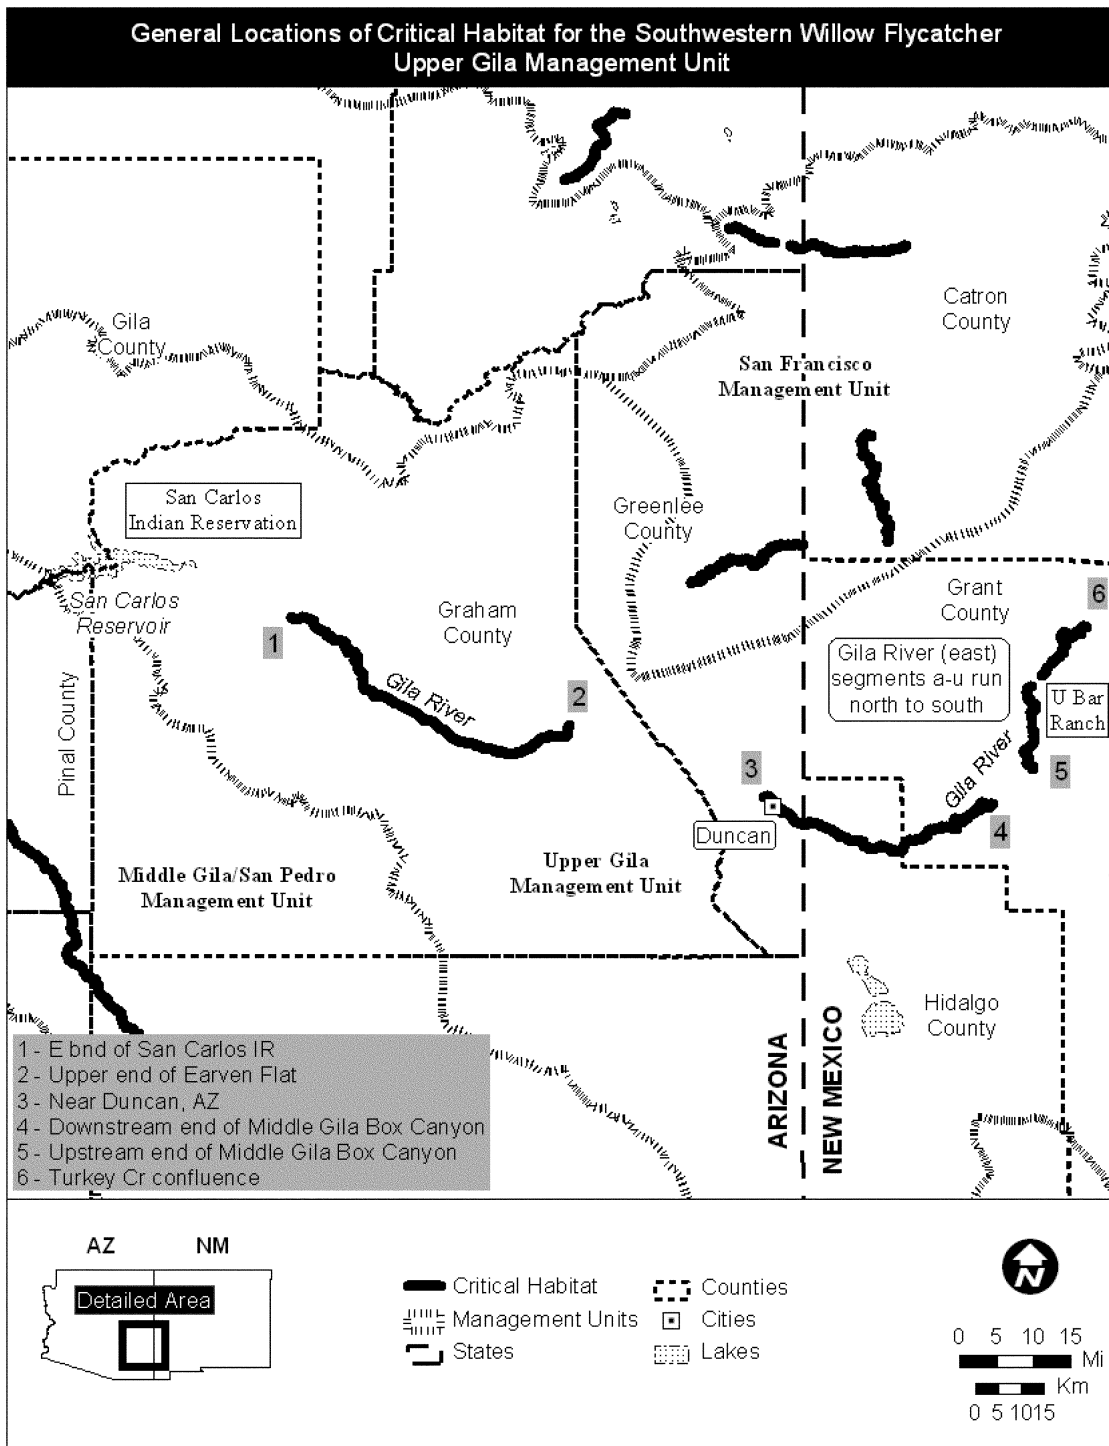 General Locations of Critical Habitat for the Southwestern Willow Flycatcher
Upper Gila Management Unit
Gila
County
Catron
County
San Francisco
Management Unit
San Carlos
Indian Reservation
Greenlee
County
San Carlos
Reservoir
Graham
County
Grant
County
6
1
Gila River
2
Gila River (east)
segments a-u run
north to south
U Bar
Ranch
Pinal County
3
Gila River
5
Duncan
4
Middle Gila/San Pedro
Management Unit
Upper Gila
Management Unit
Hidalgo
County
ARIZONA
NEW MEXICO
1 - E bnd of San Carlos IR
2 - Upper end of Earven Flat
3 - Near Duncan, AZ
4 - Downstream end of Middle Gila Box Canyon
5 - Upstream end of Middle Gila Box Canyon
6 - Turkey Cr confluence
AZ NM
Detailed Area
Critical Habitat
Management Units
States
Counties
Cities
Lakes
N
0 5 10 15
Mi
Km
0 5 10 15